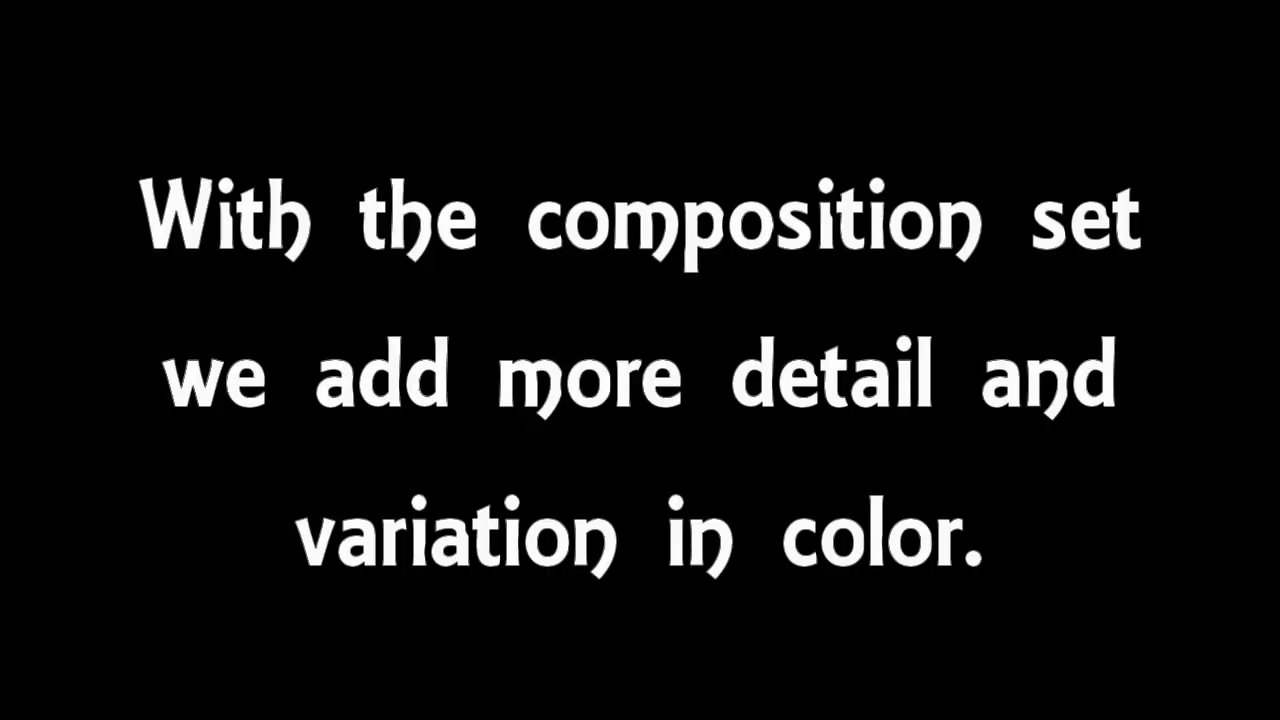 With the composition set
we add more detail and
variation in color.